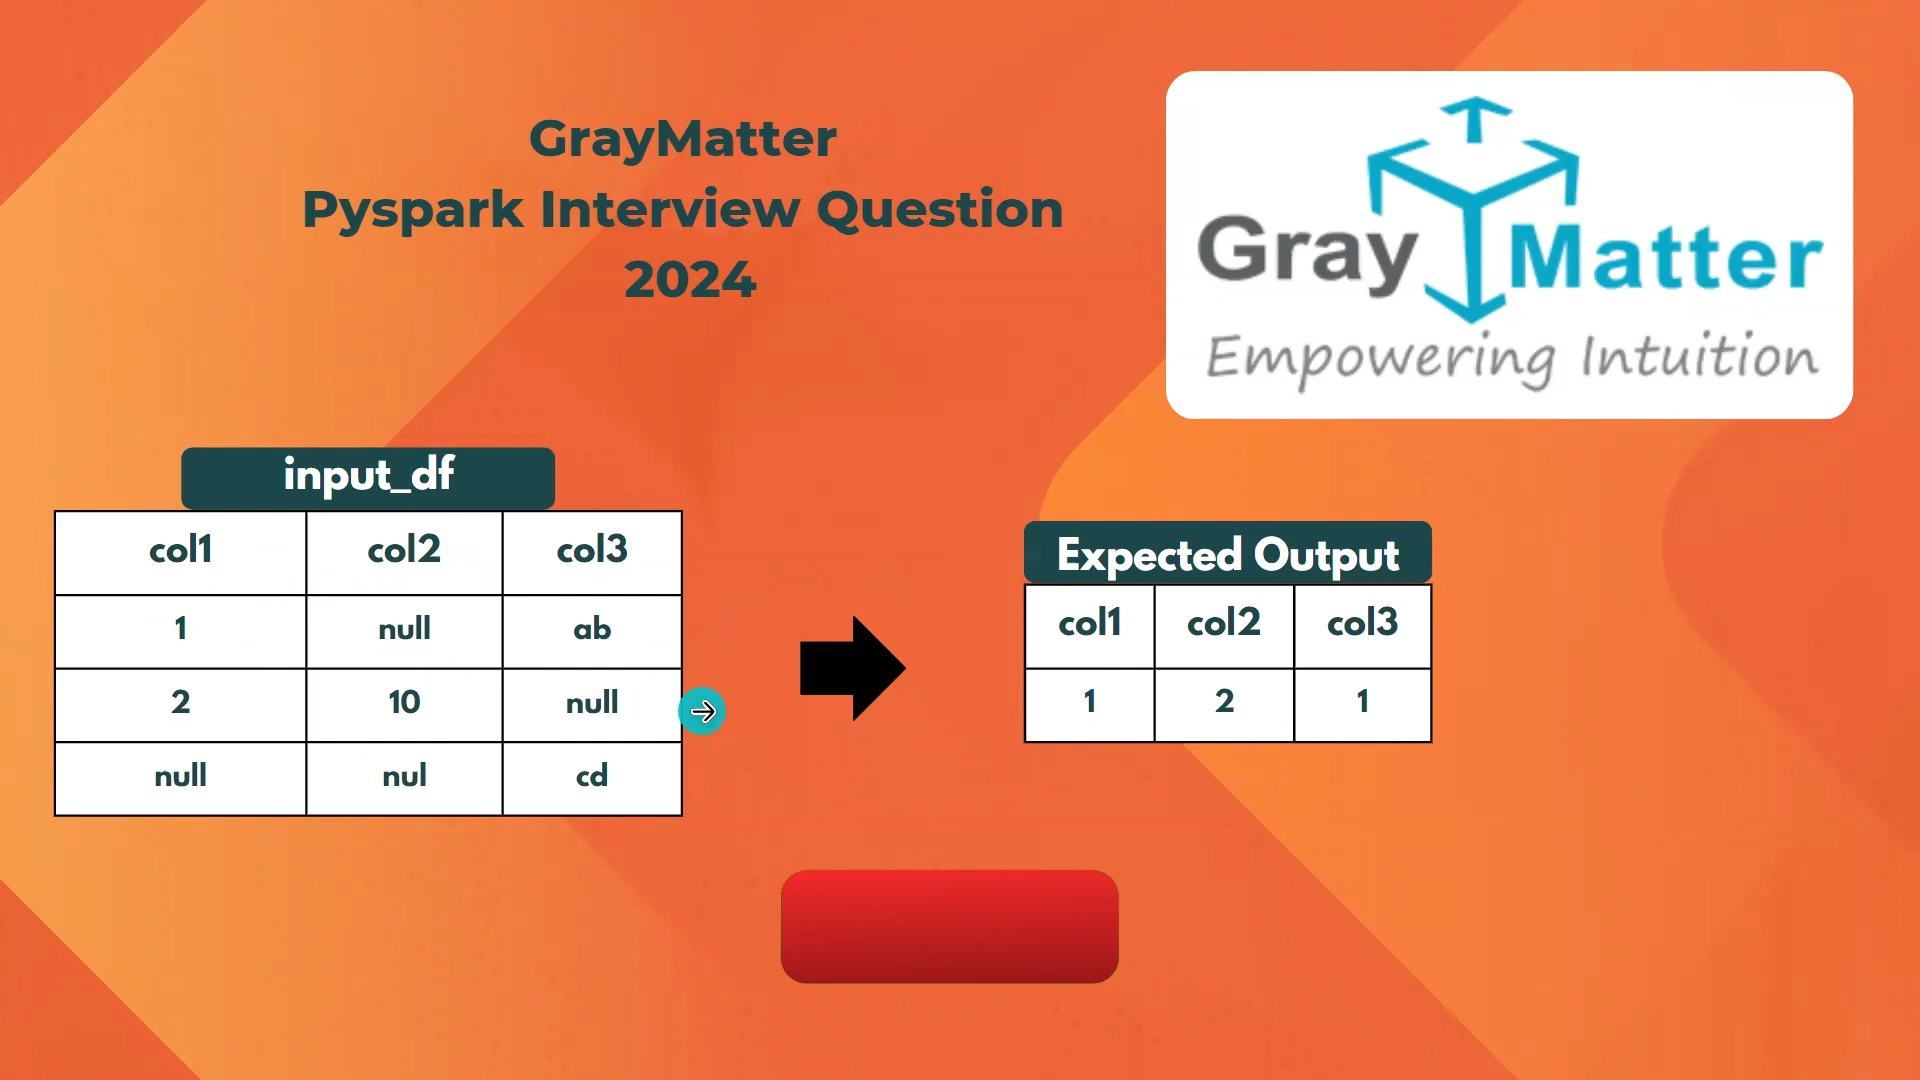 GrayMatter
Pyspark Interview Question
2024
Gray Matter
Empowering Intuition
input_df
col1 col2 col3
1 null ab
2 10 null
null nul cd
Expected Output
col1 col2 col3
1 2 1